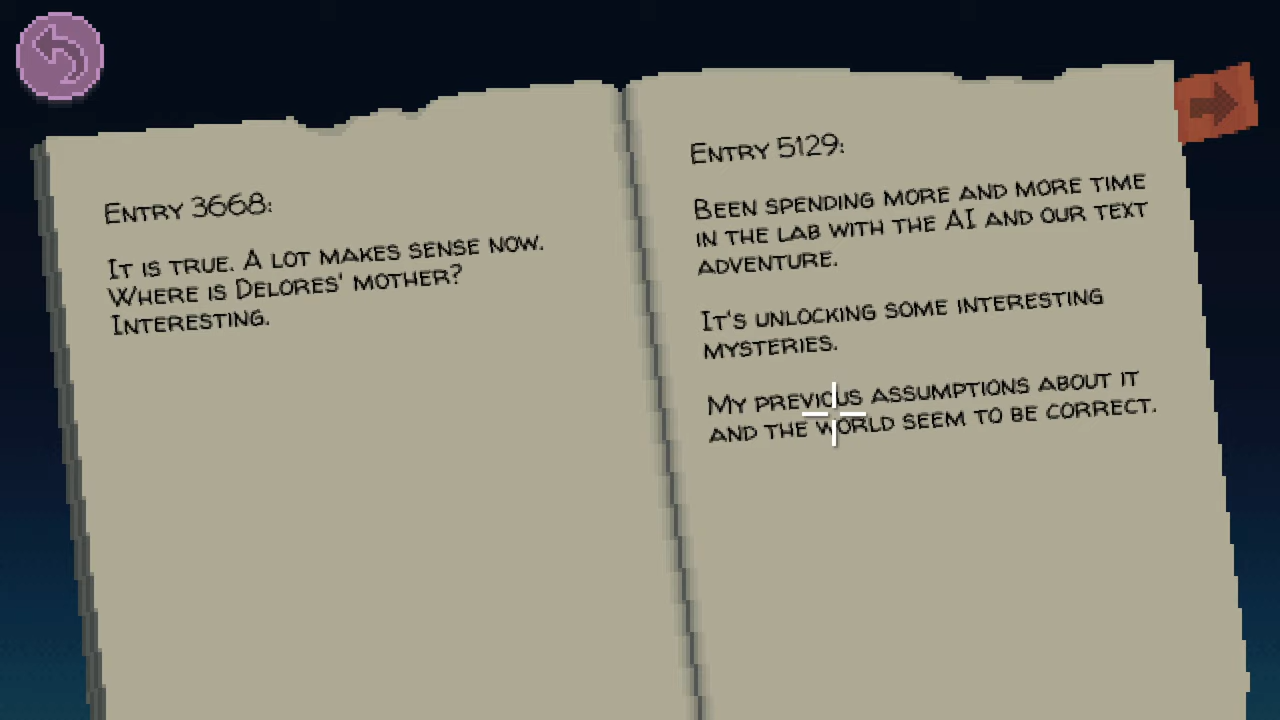 Entry 3668:
It is true. A lot makes sense now.
Where is Delores' mother?
Interesting.
Entry 5129:
Been spending more and more time
in the lab with the AI and our text
adventure.
It's unlocking some interesting
mysteries.
My previous assumptions about it
and the world seem to be correct.